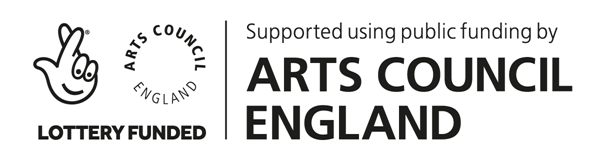 ARTS COUNCIL
ENGLAND
LOTTERY FUNDED
Supported using public funding by
ARTS COUNCIL
ENGLAND